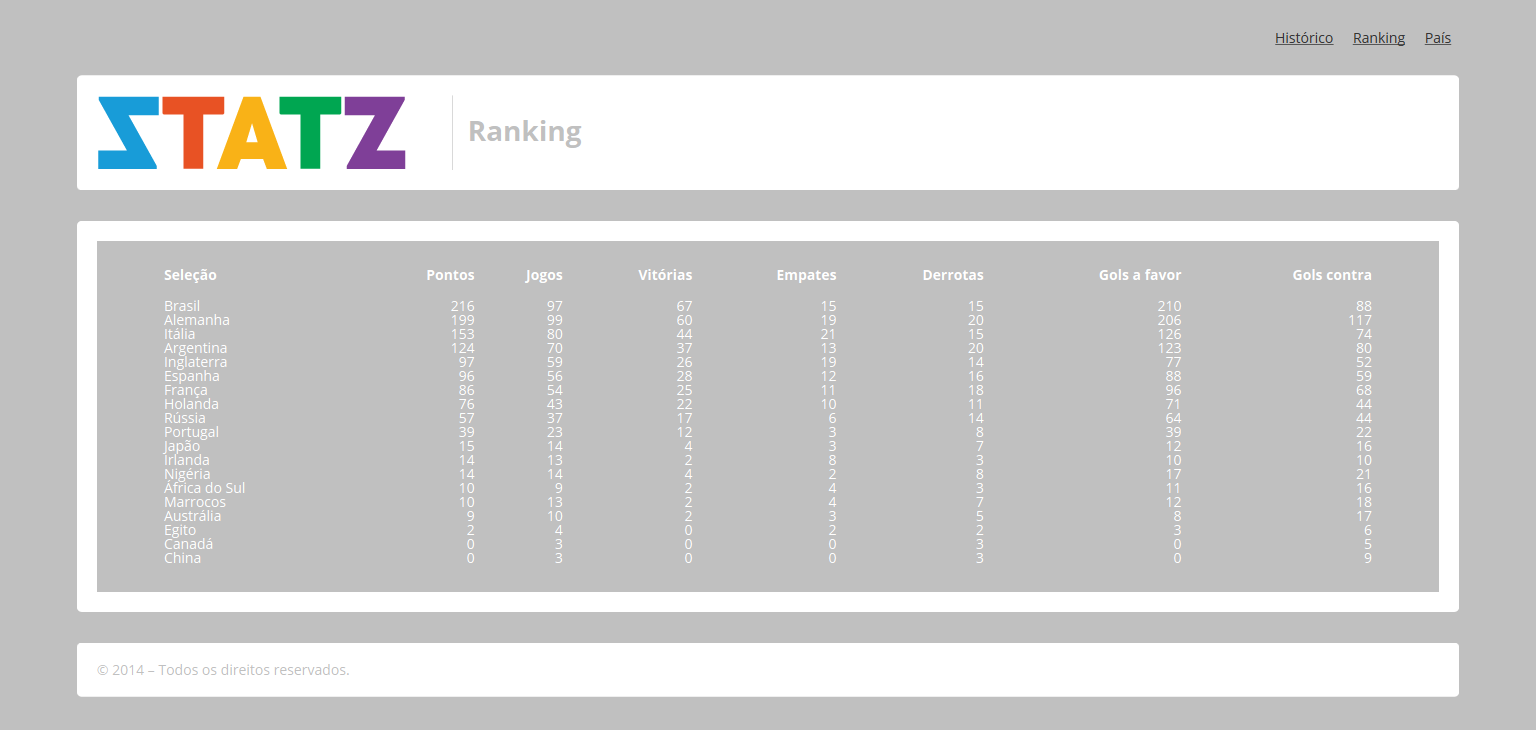 Histórico Ranking País
STATZ Ranking
Seleção Pontos Jogos Vitórias Empates Derrotas Gols a favor Gols contra
Brasil 216 97 67 15 15 210 88
Alemanha 199 99 60 19 20 206 117
Itália 153 80 44 21 15 126 74
Argentina 124 70 37 13 20 123 80
Inglaterra 97 59 26 19 14 77 52
Espanha 96 56 28 12 16 88 59
França 86 54 25 11 18 96 68
Holanda 76 43 22 10 11 71 44
Rússia 57 37 17 6 14 64 44
Portugal 39 23 12 3 8 39 22
Japão 15 14 4 3 7 12 16
Irlanda 14 13 2 8 3 10 10
Nigéria 14 14 4 2 8 17 21
África do Sul 10 9 2 4 3 11 16
Marrocos 10 13 2 4 7 12 18
Austrália 9 10 2 3 5 8 17
Egito 2 4 0 2 2 3 6
Canadá 0 3 0 0 3 0 5
China 0 3 0 0 3 0 9
© 2014 – Todos os direitos reservados.